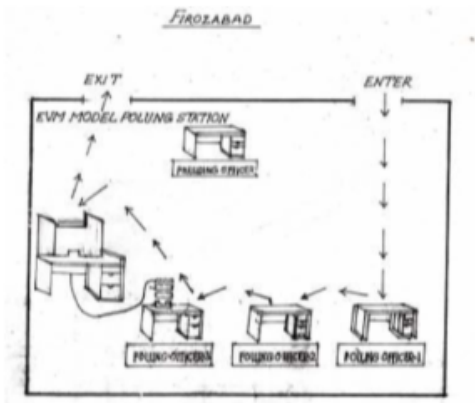 FIROZABAD
EXIT
ENTER
EVM MODEL POLLING STATION
PRESIDING OFFICER
POLLING OFFICER-3
POLLING OFFICER-2
POLLING OFFICER-1